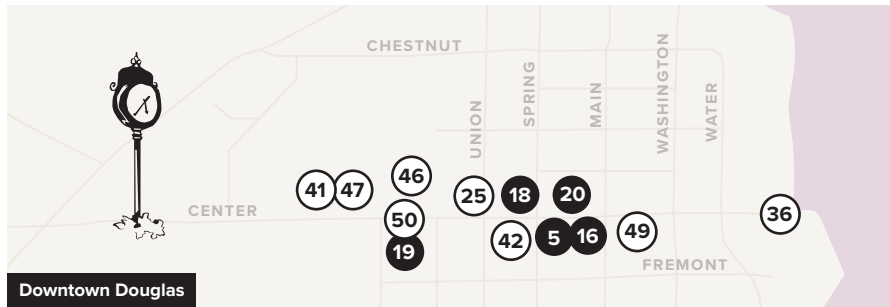 CHESTNUT
UNION
SPRING
MAIN
WASHINGTON
WATER
41
47
46
25
18
20
CENTER
50
36
42
5
16
49
19
FREMONT
Downtown Douglas